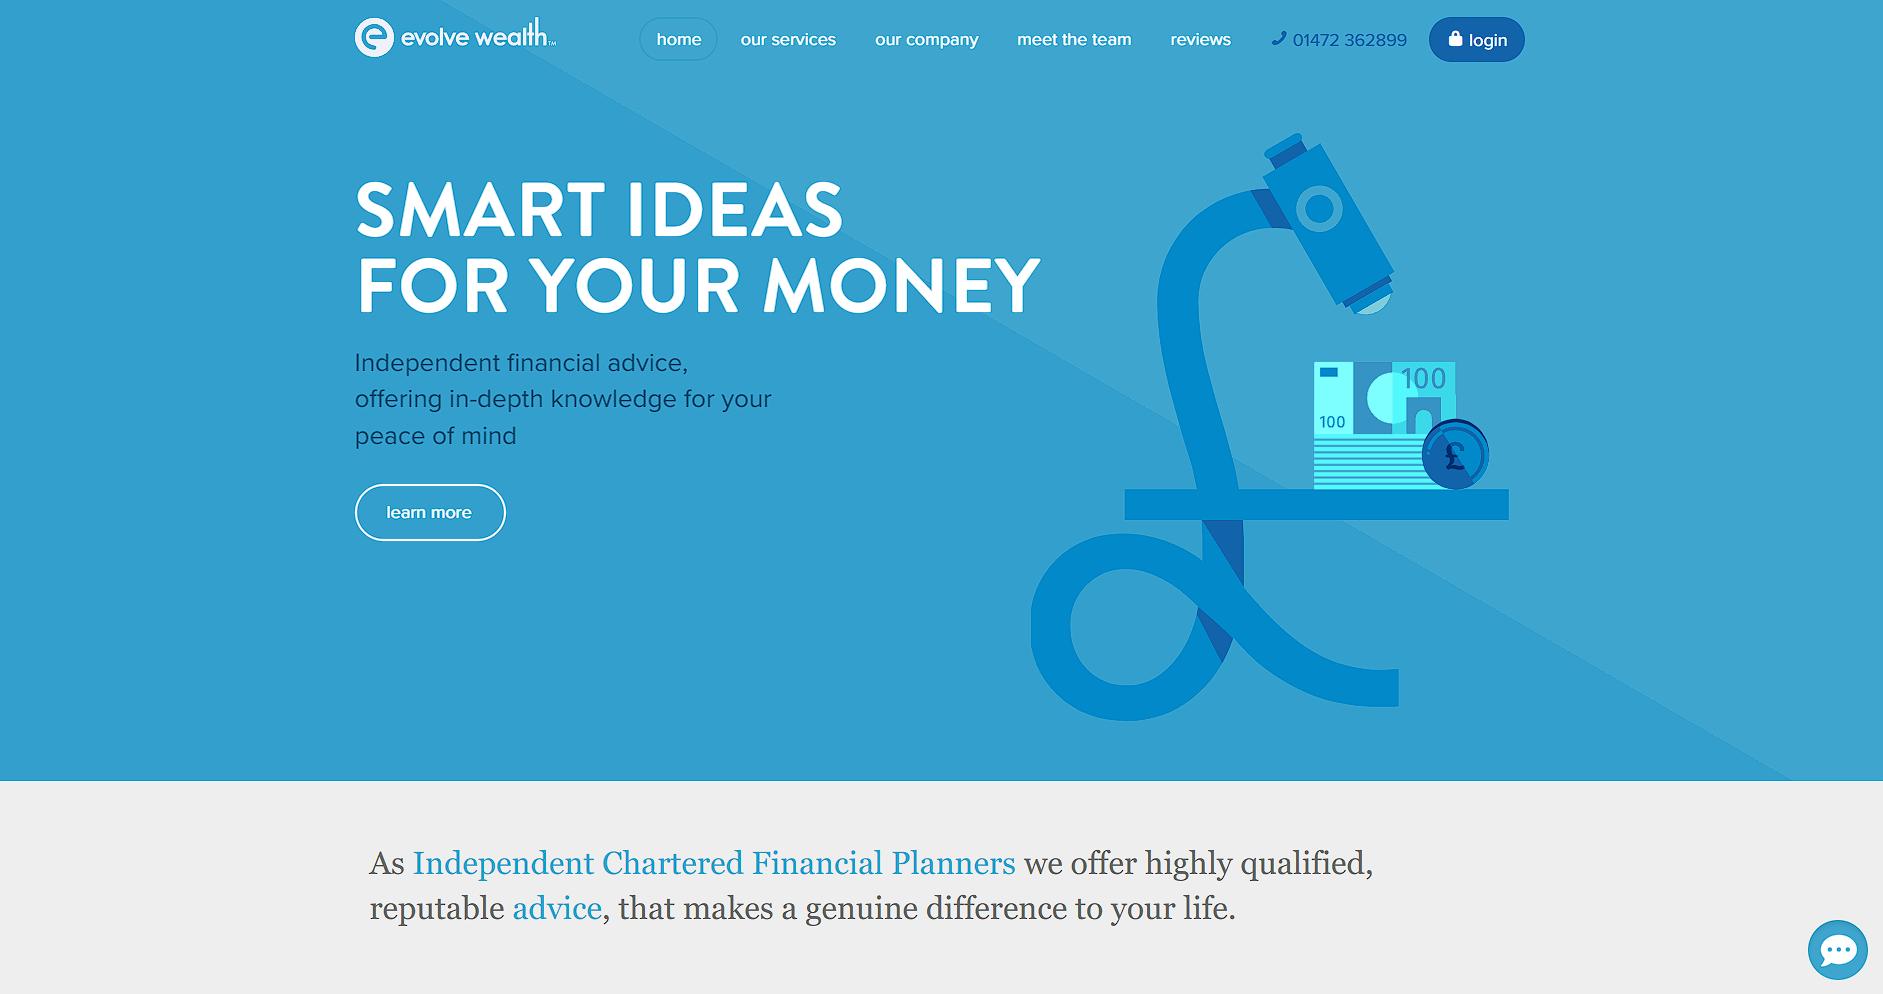 evolve wealth™
home
our services
our company
meet the team
reviews
01472 362899
login
SMART IDEAS
FOR YOUR MONEY
Independent financial advice,
offering in-depth knowledge for your
peace of mind
learn more
100
100
£
As Independent Chartered Financial Planners we offer highly qualified,
reputable advice, that makes a genuine difference to your life.